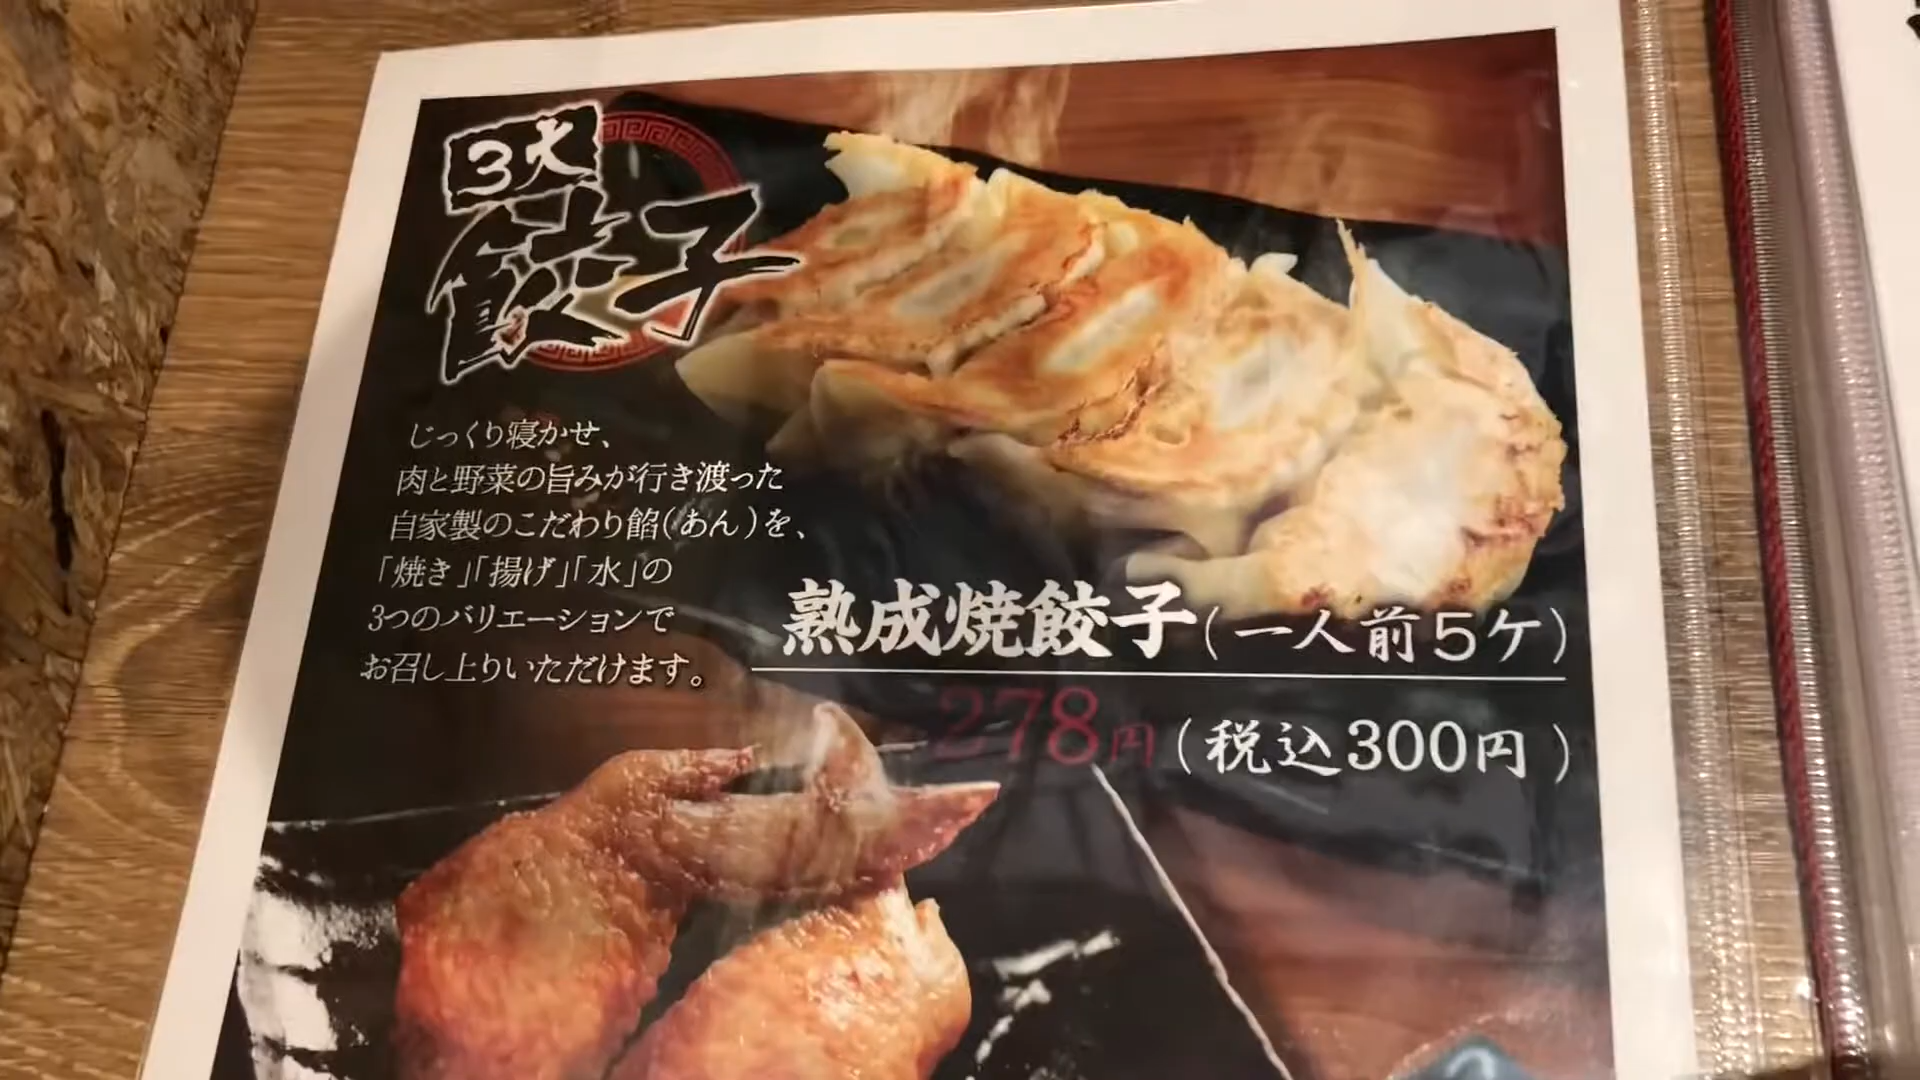 3大
餃子
じっくり寝かせ、
肉と野菜の旨みが行き渡った
自家製のこだわり餡(あん)を、
「焼き」「揚げ」「水」の
3つのバリエーションで
お召し上りいただけます。
熟成焼餃子(一人前5ケ)
278円(税込300円)